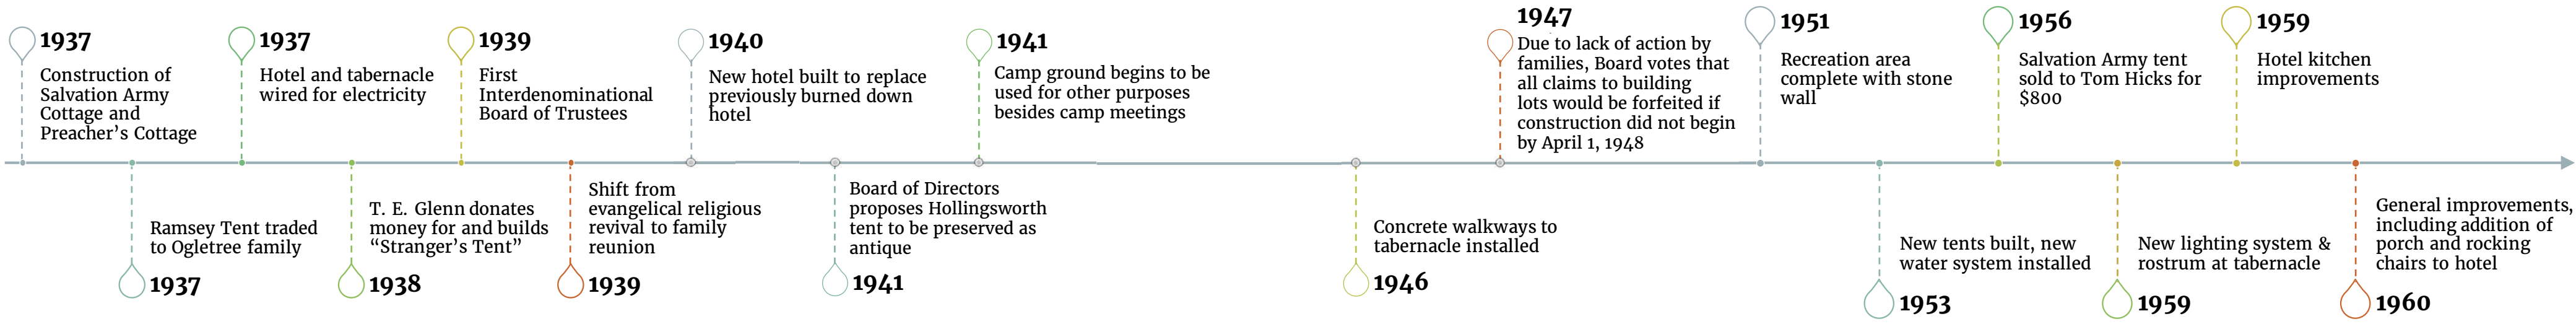 1937
Construction of
Salvation Army
Cottage and
Preacher's Cottage
Ramsey Tent traded
to Ogletree family
1937
1937
Hotel and tabernacle
wired for electricity
T. E. Glenn donates
money for and builds
“Stranger’s Tent”
1938
1939
First
Interdenominational
Board of Trustees
Shift from
evangelical religious
revival to family
reunion
1939
1940
New hotel built to replace
previously burned down
hotel
Board of Directors
proposes Hollingsworth
tent to be preserved as
antique
1941
1941
Camp ground begins to be
used for other purposes
besides camp meetings
Concrete walkways to
tabernacle installed
1946
1947
Due to lack of action by
families, Board votes that
all claims to building
lots would be forfeited if
construction did not begin
by April 1, 1948
1951
Recreation area
complete with stone
wall
New tents built, new
water system installed
1953
1956
Salvation Army tent
sold to Tom Hicks for
$800
New lighting system &
rostrum at tabernacle
1959
1959
Hotel kitchen
improvements
General improvements,
including addition of
porch and rocking
chairs to hotel
1960